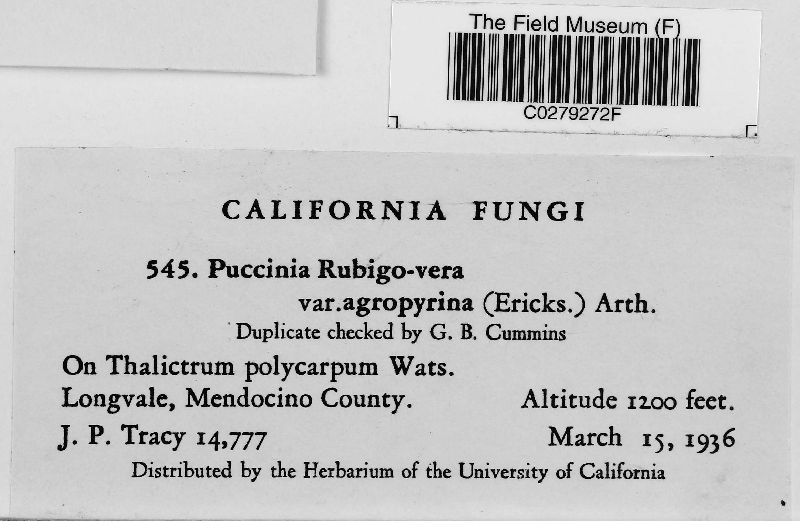 The Field Museum (F)
C0279272F
CALIFORNIA FUNGI
545. Puccinia Rubigo-vera
var.agropyrina (Ericks.) Arth.
Duplicate checked by G. B. Cummins
On Thalictrum polycarpum Wats.
Longvale, Mendocino County. Altitude 1200 feet.
J. P. Tracy 14,777 March 15, 1936
Distributed by the Herbarium of the University of California